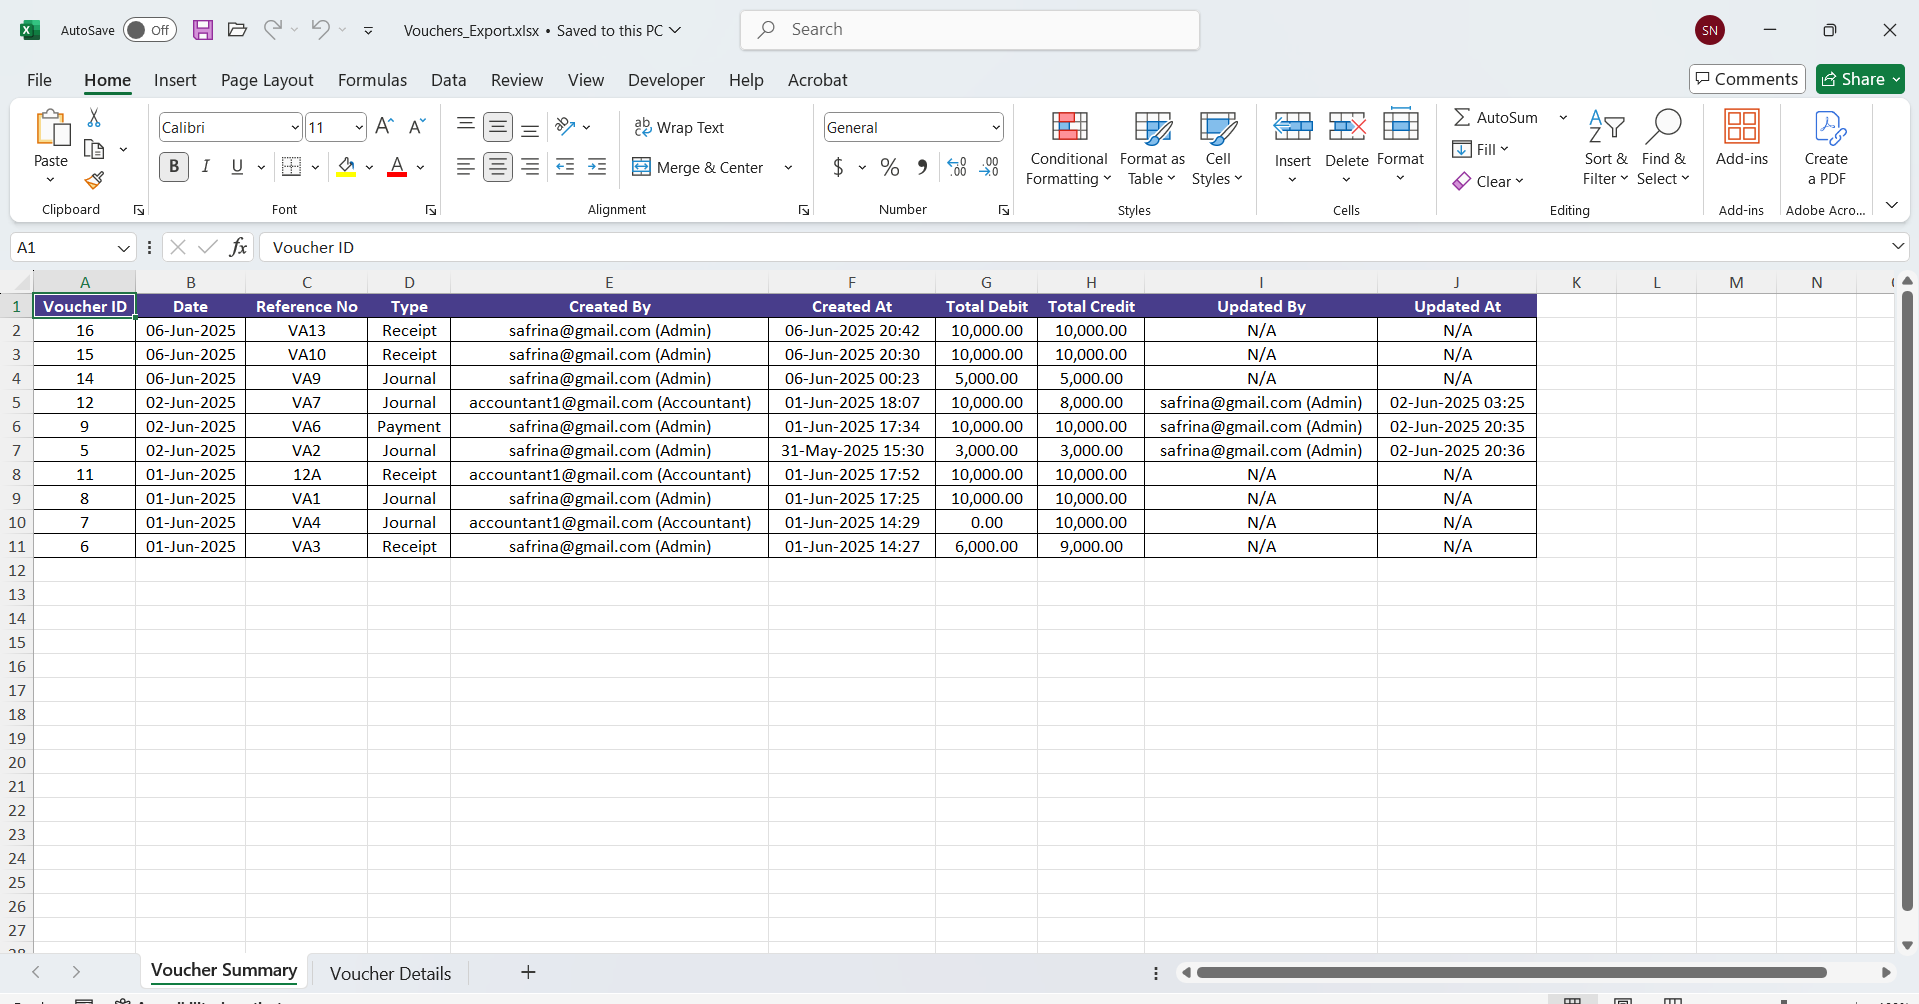 AutoSave Off Vouchers_Export.xlsx • Saved to this PC Search SN
File Home Insert Page Layout Formulas Data Review View Developer Help Acrobat Comments Share
Paste
Clipboard
Calibri 11
B I U A
Font
Wrap Text
Merge & Center
Alignment
General
$ %
Number
Conditional Formatting
Format as Table
Cell Styles
Styles
Insert Delete Format
Cells
AutoSum
Fill
Clear
Sort & Filter
Find & Select
Editing
Add-ins
Add-ins
Create a PDF
Adobe Acro...
A1 fx Voucher ID
A B C D E F G H I J K L M N
1 Voucher ID Date Reference No Type Created By Created At Total Debit Total Credit Updated By Updated At
2 16 06-Jun-2025 VA13 Receipt safrina@gmail.com (Admin) 06-Jun-2025 20:42 10,000.00 10,000.00 N/A N/A
3 15 06-Jun-2025 VA10 Receipt safrina@gmail.com (Admin) 06-Jun-2025 20:30 10,000.00 10,000.00 N/A N/A
4 14 06-Jun-2025 VA9 Journal safrina@gmail.com (Admin) 06-Jun-2025 00:23 5,000.00 5,000.00 N/A N/A
5 12 02-Jun-2025 VA7 Journal accountant1@gmail.com (Accountant) 01-Jun-2025 18:07 10,000.00 8,000.00 safrina@gmail.com (Admin) 02-Jun-2025 03:25
6 9 02-Jun-2025 VA6 Payment safrina@gmail.com (Admin) 01-Jun-2025 17:34 10,000.00 10,000.00 safrina@gmail.com (Admin) 02-Jun-2025 20:35
7 5 02-Jun-2025 VA2 Journal safrina@gmail.com (Admin) 31-May-2025 15:30 3,000.00 3,000.00 safrina@gmail.com (Admin) 02-Jun-2025 20:36
8 11 01-Jun-2025 12A Receipt accountant1@gmail.com (Accountant) 01-Jun-2025 17:52 10,000.00 10,000.00 N/A N/A
9 8 01-Jun-2025 VA1 Journal safrina@gmail.com (Admin) 01-Jun-2025 17:25 10,000.00 10,000.00 N/A N/A
10 7 01-Jun-2025 VA4 Journal accountant1@gmail.com (Accountant) 01-Jun-2025 14:29 0.00 10,000.00 N/A N/A
11 6 01-Jun-2025 VA3 Receipt safrina@gmail.com (Admin) 01-Jun-2025 14:27 6,000.00 9,000.00 N/A N/A
12
13
14
15
16
17
18
19
20
21
22
23
24
25
26
27
Voucher Summary Voucher Details